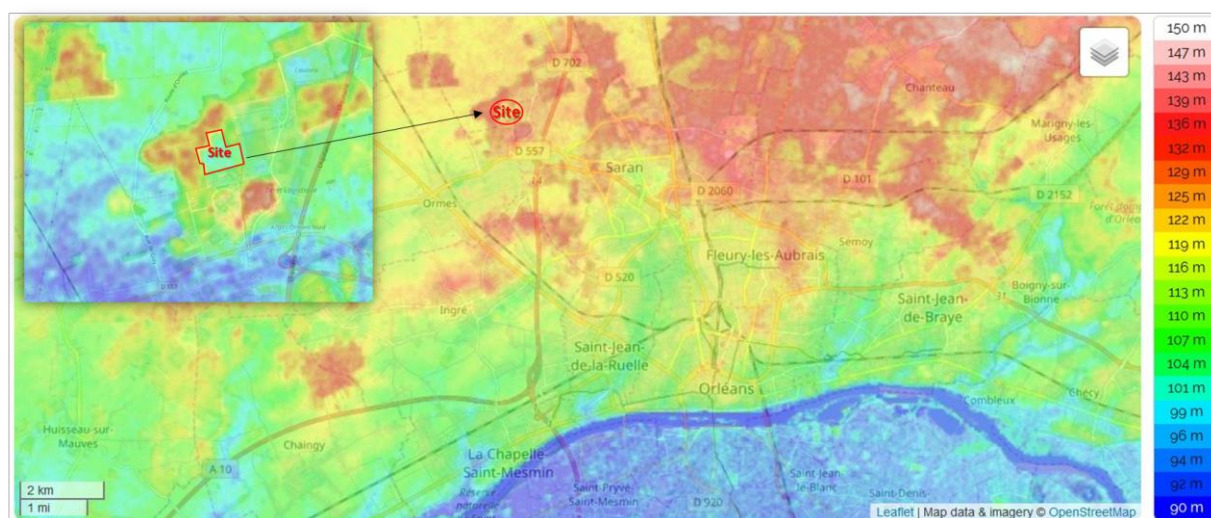 Site
Site
D 702
Chanteau
Marigny-les-
Usages
D 557
Saran
D 2060
D 101
D 2152
Ormes
Semoy
Fleury-les-Aubrais
D 520
Boigny-sur-
Bionne
Ingré
Saint-Jean-
de-Braye
31
Saint-Jean-
de-la-Ruelle
Orléans
Chécy
Combleux
Huisseau-sur-
Mauves
Chaingy
La Chapelle-
Saint-Mesmin
A 10
2 km
1 mi
Saint-Pryvé-
Saint-Mesmin
D 920
Saint-Jean-
le-Blanc
Saint-Denis-
Leaflet | Map data & imagery © OpenStreetMap
150 m
147 m
143 m
139 m
136 m
132 m
129 m
125 m
122 m
119 m
116 m
113 m
110 m
107 m
104 m
101 m
99 m
96 m
94 m
92 m
90 m